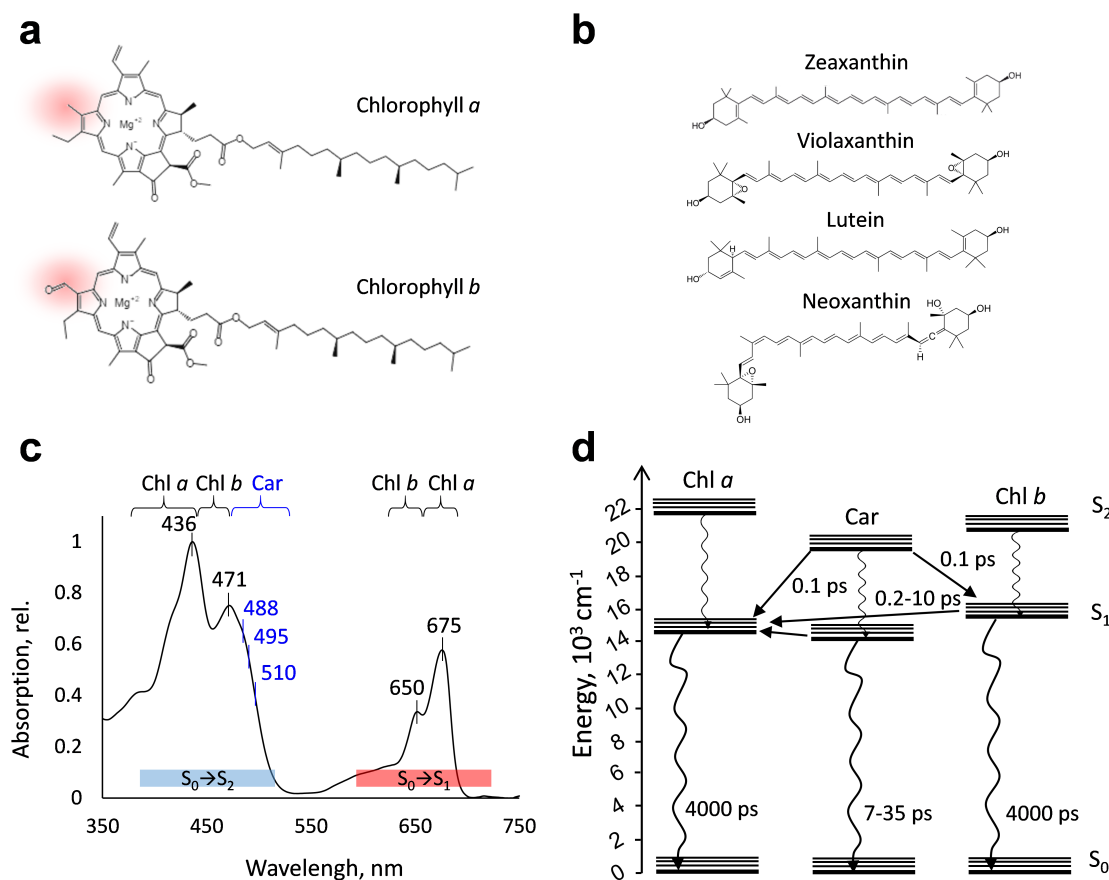 a
Chlorophyll a
N
N
Mg+2
N
N-
O
O
O
O
O
Chlorophyll b
O
N
N
Mg+2
N
N-
O
O
O
O
O
b
Zeaxanthin
OH
HO
Violaxanthin
OH
O
O
HO
Lutein
OH
H
HO
Neoxanthin
HO
OH
C
H
O
OH
c
Chl a
Chl b
Car
Chl b
Chl a
436
471
488
495
510
650
675
Absorption, rel.
1
0.8
0.6
0.4
0.2
0
S0→S2
S0→S1
350
450
550
650
750
Wavelengh, nm
d
Chl a
Car
Chl b
Energy, 10³ cm⁻¹
22
20
18
16
14
12
10
8
6
4
2
0
S2
S1
S0
0.1 ps
0.1 ps
0.2-10 ps
4000 ps
7-35 ps
4000 ps